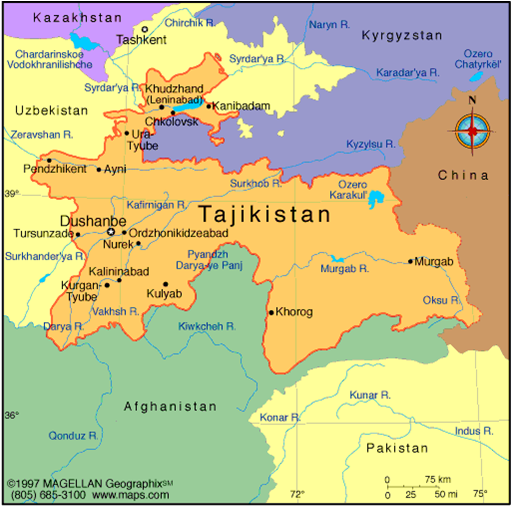 Kazakhstan
Chirchik R.
Tashkent
Naryn R.
Kyrgyzstan
Chardarinskoe
Vodokhranilishche
Syrdar'ya R.
Ozero
Chatyrkël'
Karadar'ya R.
Syrdar'ya R.
Khudzhand
(Leninabad)
Kanibadam
Uzbekistan
Chkolovsk
N
Zeravshan R.
Ura-
Tyube
Kyzylsu R.
Pendzhikent
Ayni
China
Surkhob R.
Ozero
Karakul'
39°
Kafirnigan R.
Tajikistan
Dushanbe
Tursunzade
Ordzhonikidzeabad
Nurek
Pyandzh
Darya-ye Panj
Surkhander'ya R.
Kalininabad
Murgab R.
Murgab
Kurgan-
Tyube
Kulyab
Oksu R.
Vakhsh R.
Khorog
Darya R.
Kiwkcheh R.
Afghanistan
Kunar R.
36°
Konar R.
Qonduz R.
Indus R.
Pakistan
©1997 MAGELLAN Geographix℠
(805) 685-3100 www.maps.com
0 75 km
0 25 50 mi
72°
75°